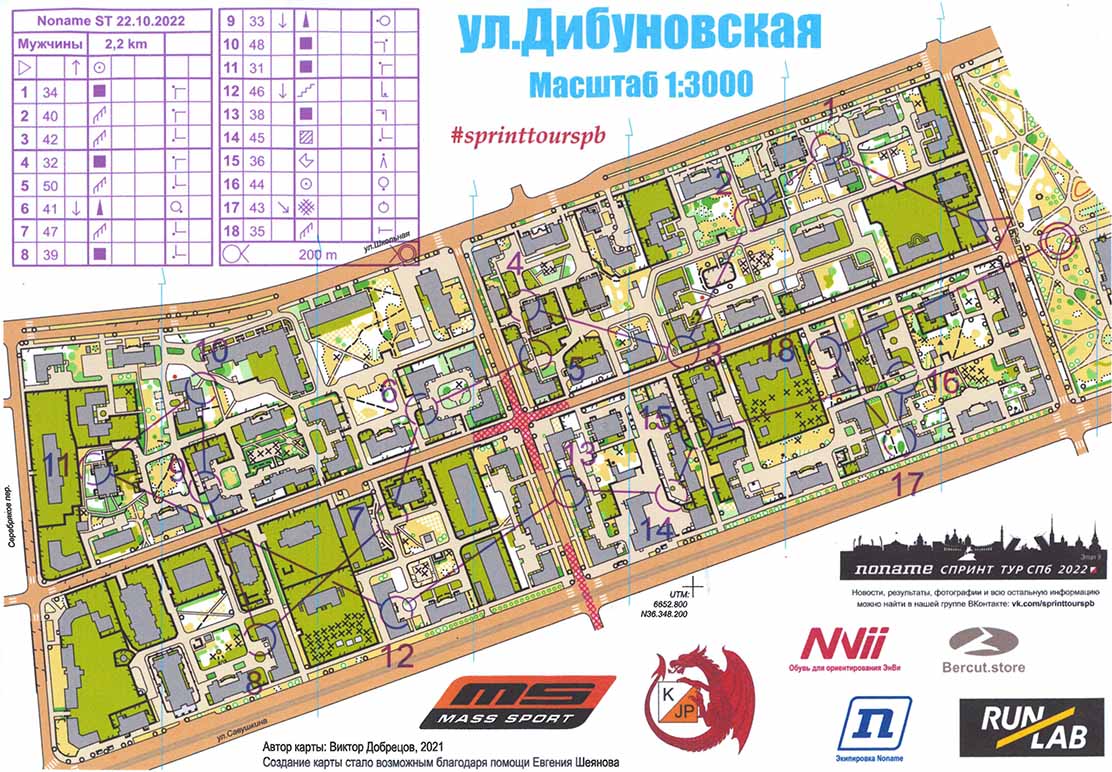 Noname ST 22.10.2022
Мужчины 2,2 km
1 34
2 40
3 42
4 32
5 50
6 41
7 47
8 39
9 33
10 48
11 31
12 46
13 38
14 45
15 36
16 44
17 43
18 35
200 m
ул.Дибуновская
Масштаб 1:3000
#sprinttourspb
ул.Школьная
Серебряков пер.
ул.Савушкина
1
2
3
4
5
6
7
8
9
10
11
12
13
14
15
16
17
18
UTM:
6652.800
N36.348.200
Этап 9
noname СПРИНТ ТУР СПб 2022
Новости, результаты, фотографии и всю остальную информацию
можно найти в нашей группе ВКонтакте: vk.com/sprinttourspb
NVii
Обувь для ориентирования ЭнВи
Bercut.store
MS
MASS SPORT
K
JP
n
Экипировка Noname
RUN
LAB
Автор карты: Виктор Добрецов, 2021
Создание карты стало возможным благодаря помощи Евгения Шеянова